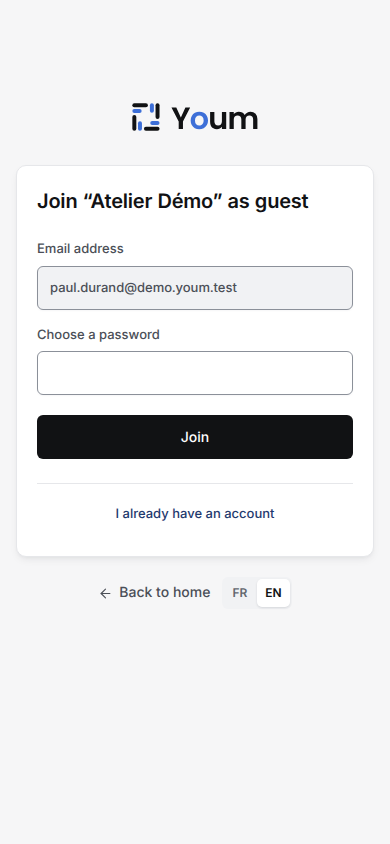 Youm
Join “Atelier Démo” as guest
Email address
paul.durand@demo.youm.test
Choose a password
Join
I already have an account
← Back to home FR EN